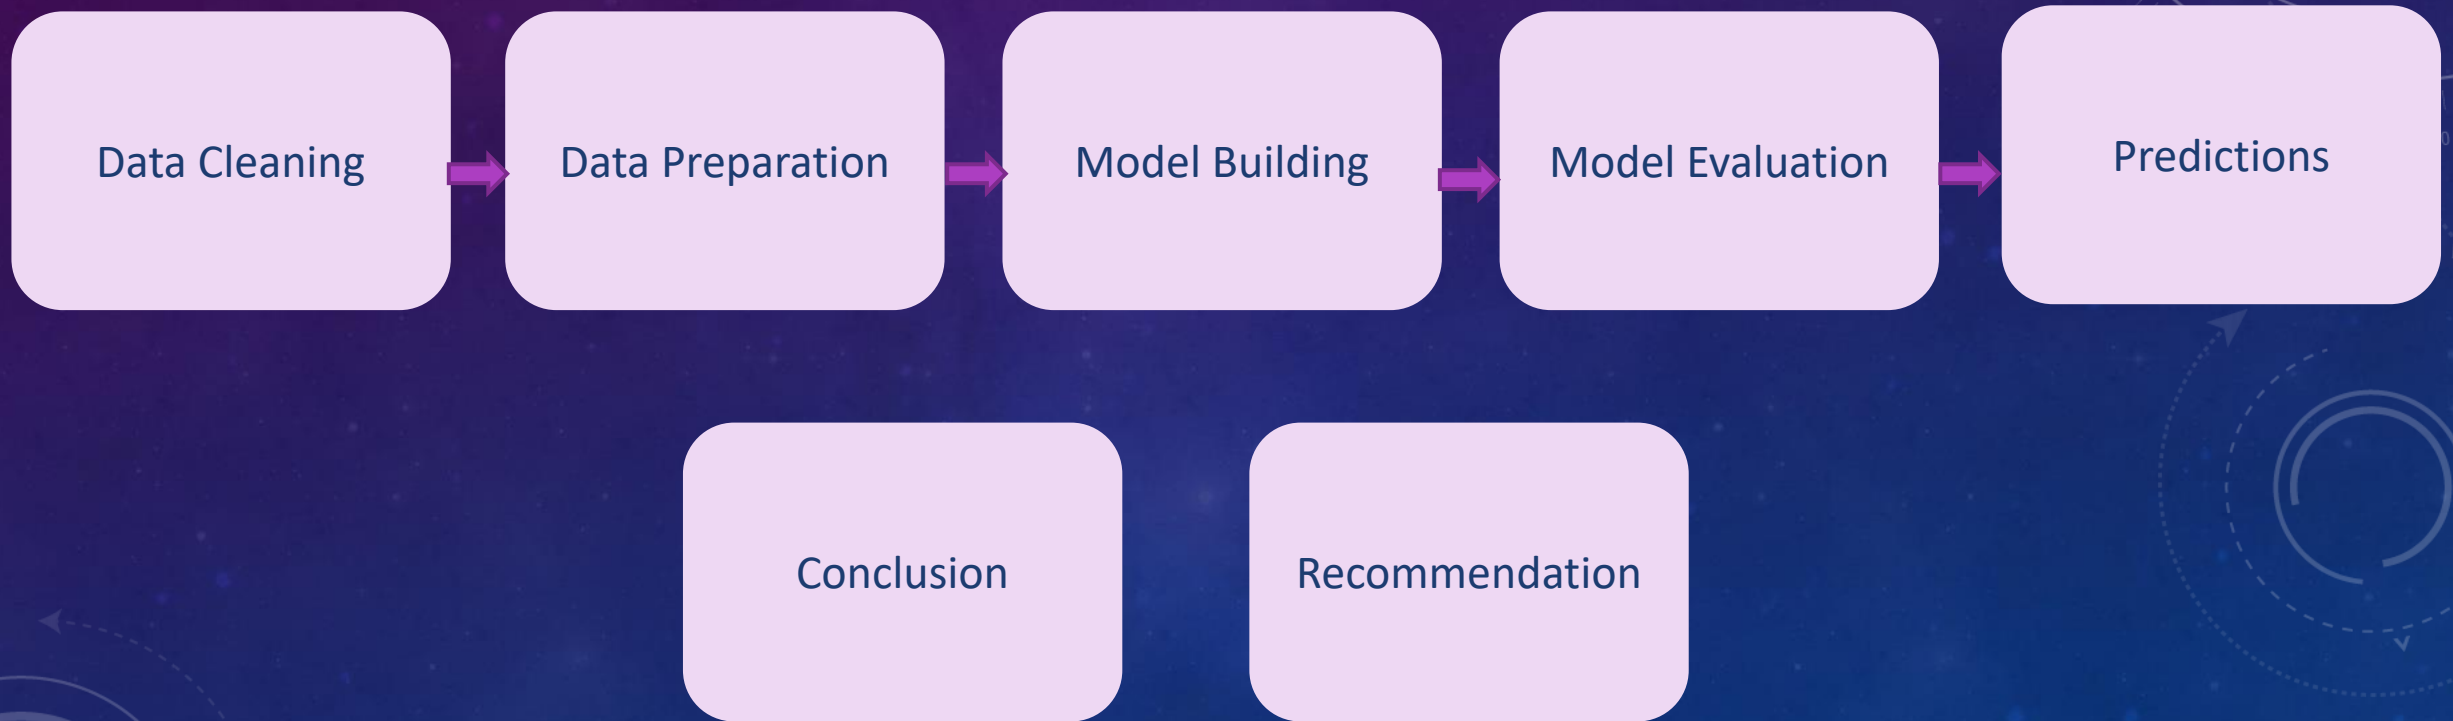 Data Cleaning
Data Preparation
Model Building
Model Evaluation
Predictions
Conclusion
Recommendation